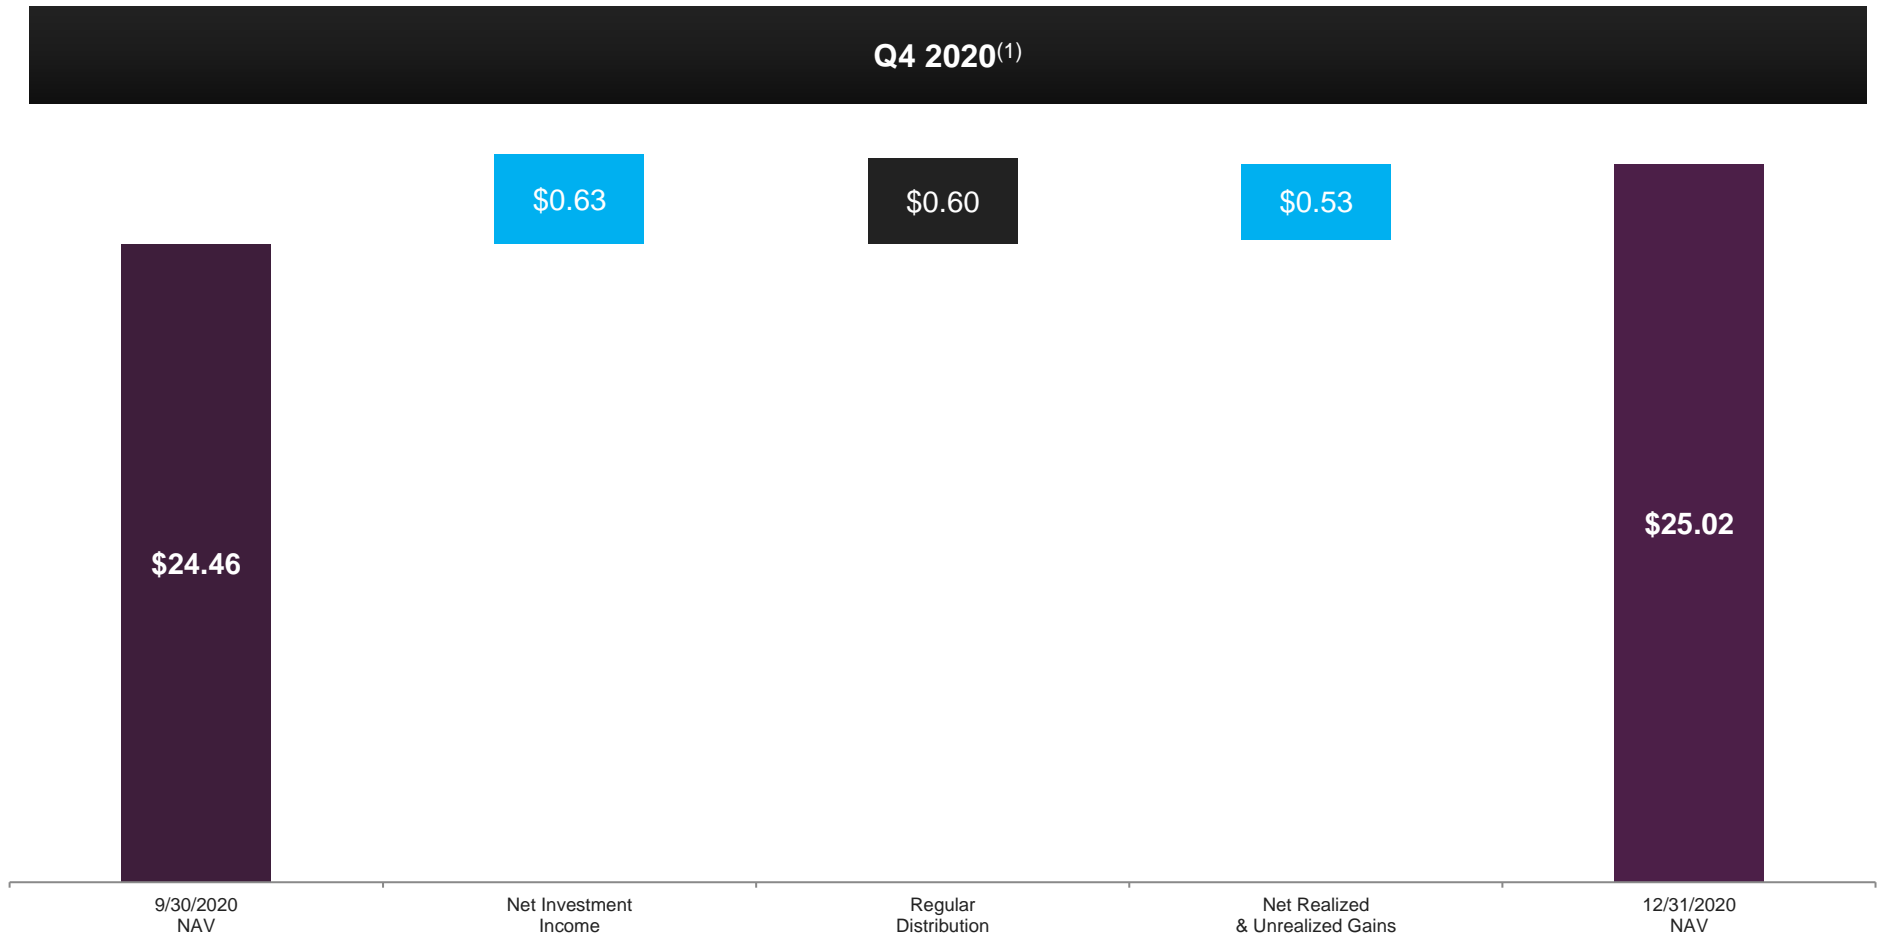 Q4 2020(1)
$0.63
$0.60
$0.53
$24.46
$25.02
9/30/2020
NAV
Net Investment
Income
Regular
Distribution
Net Realized
& Unrealized Gains
12/31/2020
NAV